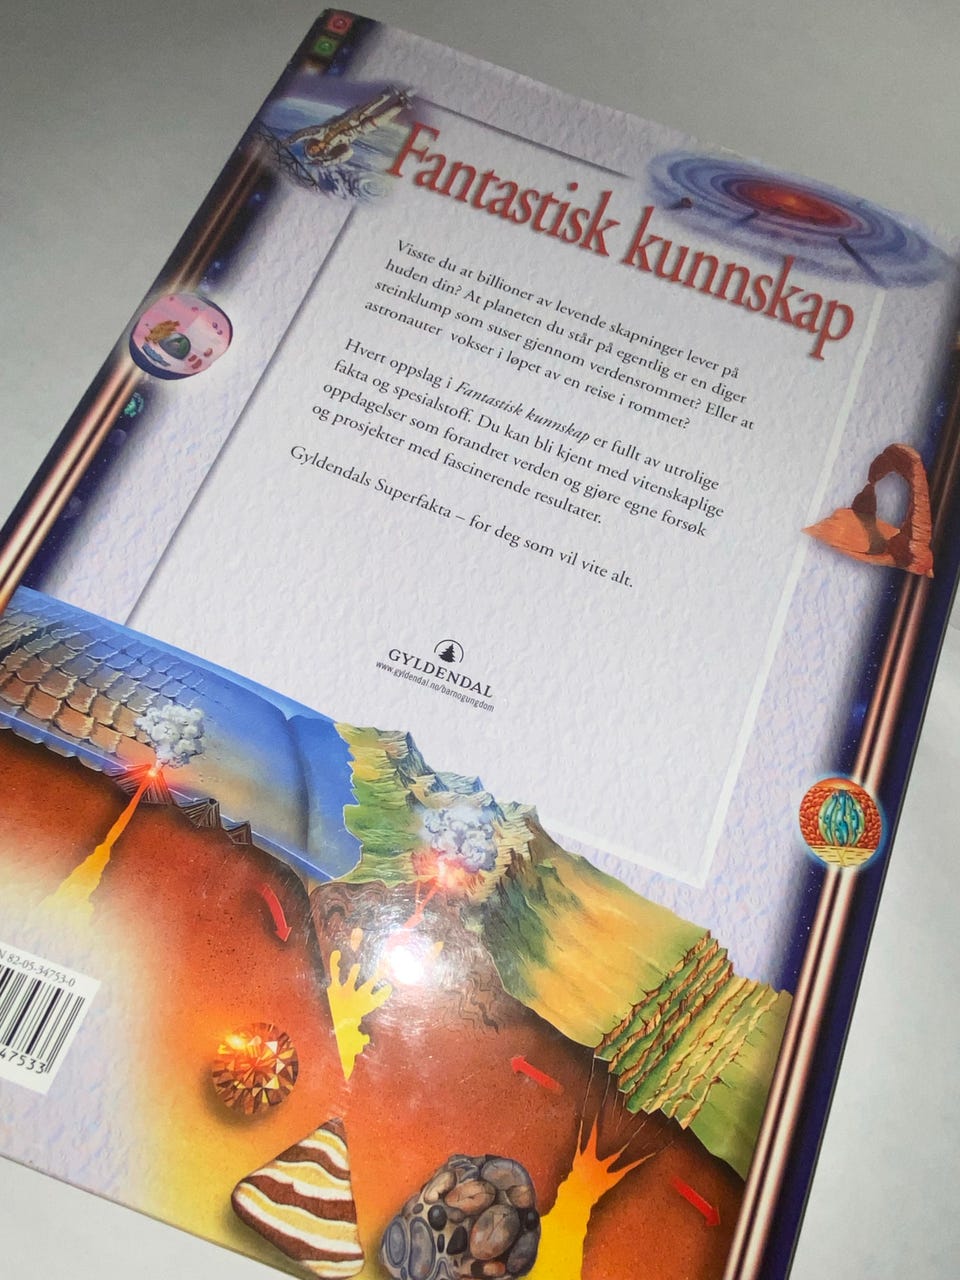 Fantastisk kunnskap
Visste du at billioner av levende skapninger lever på
huden din? At planeten du står på egentlig er en diger
steinklump som suser gjennom verdensrommet? Eller at
astronauter vokser i løpet av en reise i rommet?
Hvert oppslag i Fantastisk kunnskap er fullt av utrolige
fakta og spesialstoff. Du kan bli kjent med vitenskaplige
oppdagelser som forandret verden og gjøre egne forsøk
og prosjekter med fascinerende resultater.
Gyldendals Superfakta – for deg som vil vite alt.
GYLDENDAL
www.gyldendal.no/barnogungdom
N 82-05-34753-0
47533